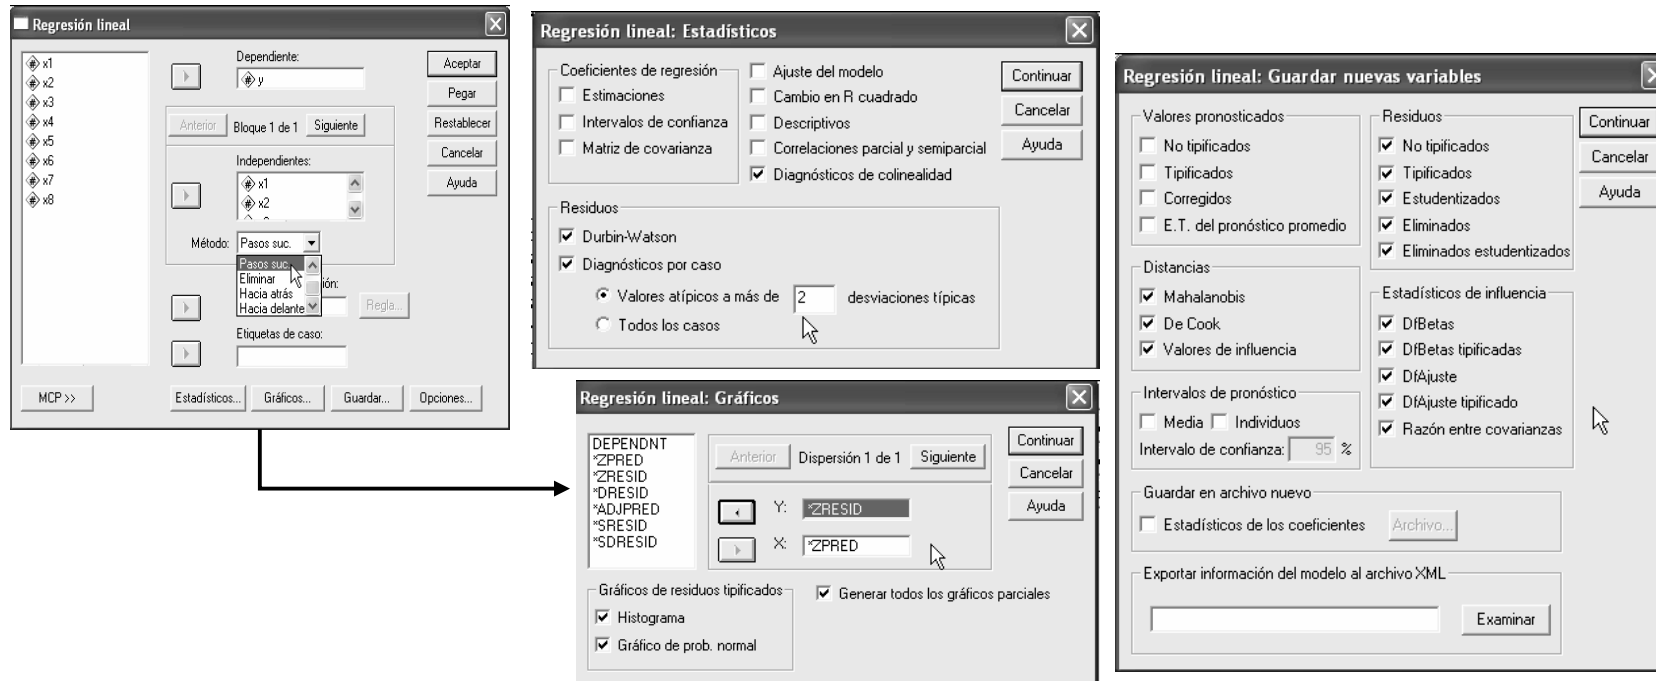 Regresión lineal
x1
x2
x3
x4
x5
x6
x7
x8
Dependiente:
y
Anterior
Bloque 1 de 1
Siguiente
Independientes:
x1
x2
Método:
Pasos suc.
Pasos suc.
Eliminar
Hacia atrás
Hacia delante
ión:
Regla...
Etiquetas de caso:
Aceptar
Pegar
Restablecer
Cancelar
Ayuda
MCP >>
Estadísticos...
Gráficos...
Guardar...
Opciones...
Regresión lineal: Estadísticos
Coeficientes de regresión
Estimaciones
Intervalos de confianza
Matriz de covarianza
Ajuste del modelo
Cambio en R cuadrado
Descriptivos
Correlaciones parcial y semiparcial
Diagnósticos de colinealidad
Continuar
Cancelar
Ayuda
Residuos
Durbin-Watson
Diagnósticos por caso
Valores atípicos a más de 2 desviaciones típicas
Todos los casos
Regresión lineal: Gráficos
DEPENDNT
*ZPRED
*ZRESID
*DRESID
*ADJPRED
*SRESID
*SDRESID
Anterior
Dispersión 1 de 1
Siguiente
Y: *ZRESID
X: *ZPRED
Continuar
Cancelar
Ayuda
Gráficos de residuos tipificados
Histograma
Gráfico de prob. normal
Generar todos los gráficos parciales
Regresión lineal: Guardar nuevas variables
Valores pronosticados
No tipificados
Tipificados
Corregidos
E.T. del pronóstico promedio
Distancias
Mahalanobis
De Cook
Valores de influencia
Intervalos de pronóstico
Media Individuos
Intervalo de confianza: 95 %
Residuos
No tipificados
Tipificados
Estudentizados
Eliminados
Eliminados estudentizados
Estadísticos de influencia
DfBetas
DfBetas tipificadas
DfAjuste
DfAjuste tipificado
Razón entre covarianzas
Continuar
Cancelar
Ayuda
Guardar en archivo nuevo
Estadísticos de los coeficientes
Archivo...
Exportar información del modelo al archivo XML
Examinar